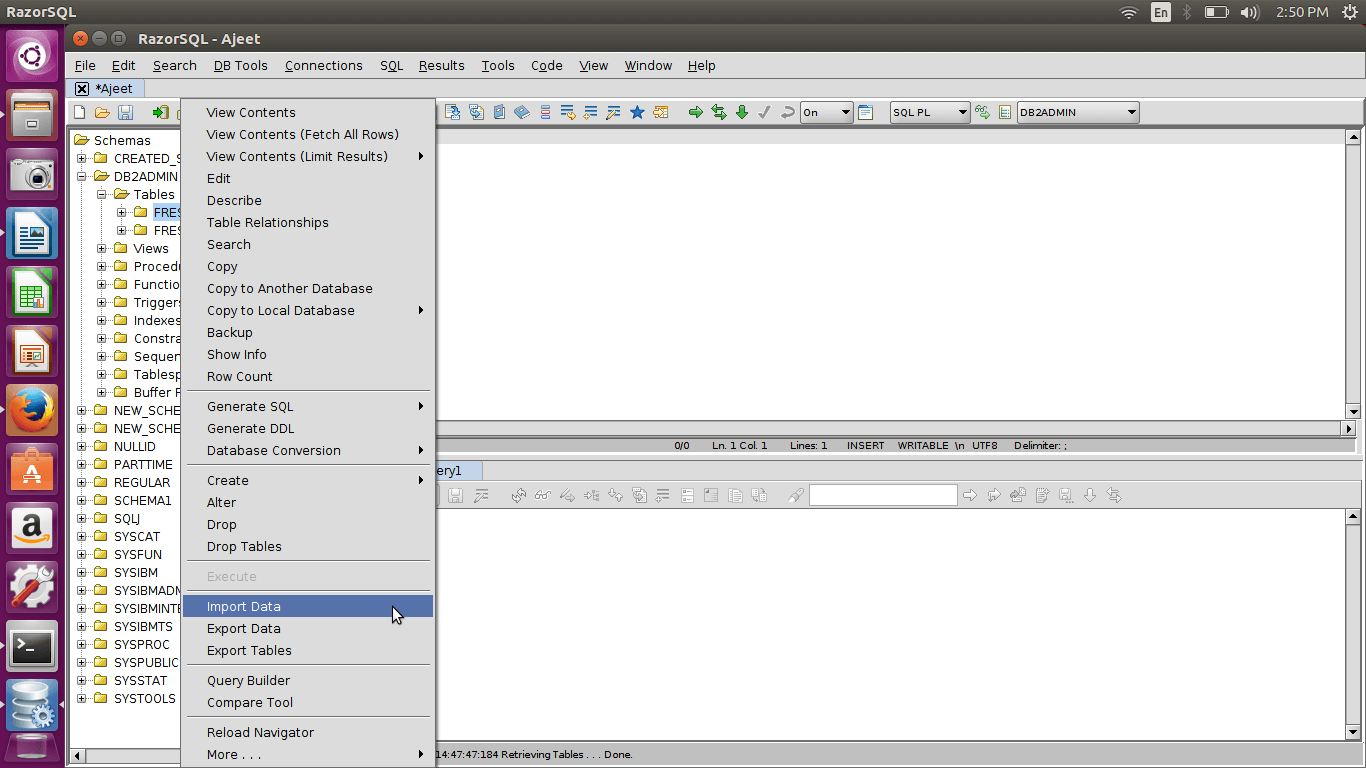 RazorSQL
En
2:50 PM
RazorSQL - Ajeet
File Edit Search DB Tools Connections SQL Results Tools Code View Window Help
*Ajeet
On
SQL PL
DB2ADMIN
Schemas
CREATED_S
DB2ADMIN
Tables
FRES
FRES
Views
Procedu
Function
Triggers
Indexes
Constra
Sequen
Tablesp
Buffer P
NEW_SCHE
NEW_SCHE
NULLID
PARTTIME
REGULAR
SCHEMA1
SQLJ
SYSCAT
SYSFUN
SYSIBM
SYSIBMADM
SYSIBMINTE
SYSIBMTS
SYSPROC
SYSPUBLIC
SYSSTAT
SYSTOOLS
View Contents
View Contents (Fetch All Rows)
View Contents (Limit Results)
Edit
Describe
Table Relationships
Search
Copy
Copy to Another Database
Copy to Local Database
Backup
Show Info
Row Count
Generate SQL
Generate DDL
Database Conversion
Create
Alter
Drop
Drop Tables
Execute
Import Data
Export Data
Export Tables
Query Builder
Compare Tool
Reload Navigator
More . . .
0/0 Ln. 1 Col. 1 Lines: 1 INSERT WRITABLE \n UTF8 Delimiter: ;
ery1
14:47:47:184 Retrieving Tables . . . Done.